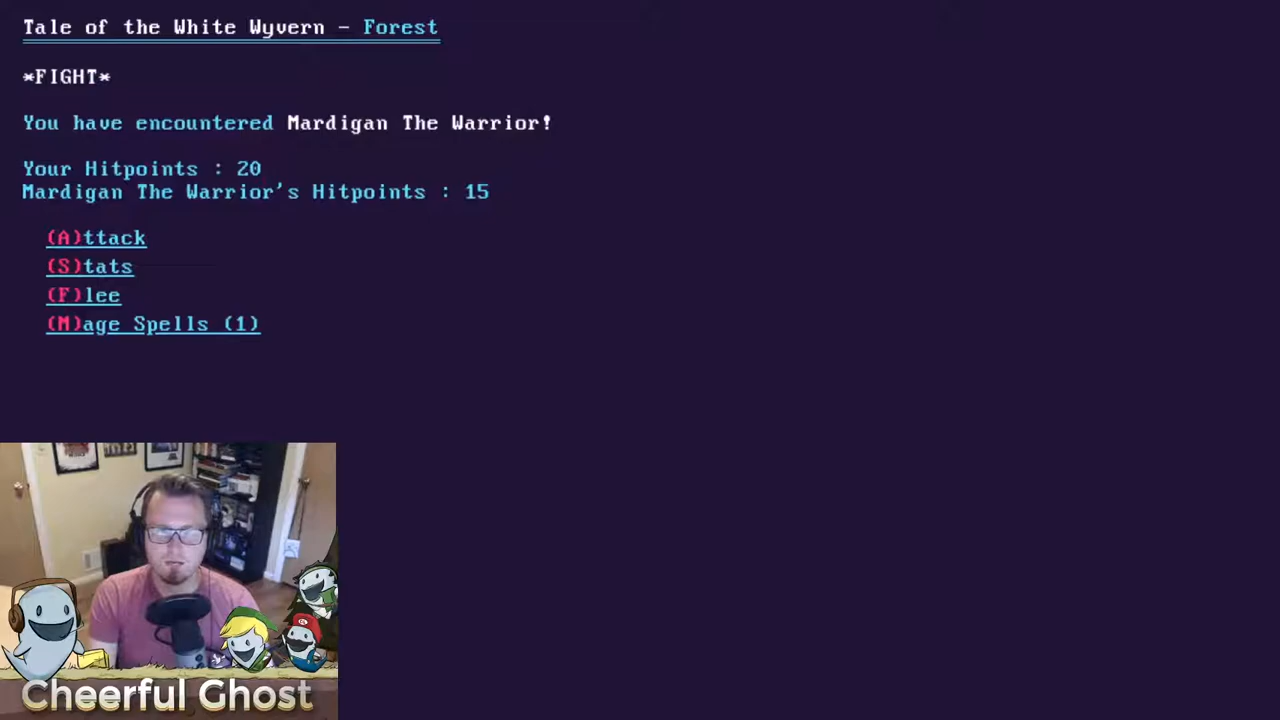 Tale of the White Wyvern - Forest
*FIGHT*
You have encountered Mardigan The Warrior!
Your Hitpoints : 20
Mardigan The Warrior's Hitpoints : 15
(A)ttack
(S)tats
(F)lee
(M)age Spells (1)
Cheerful Ghost